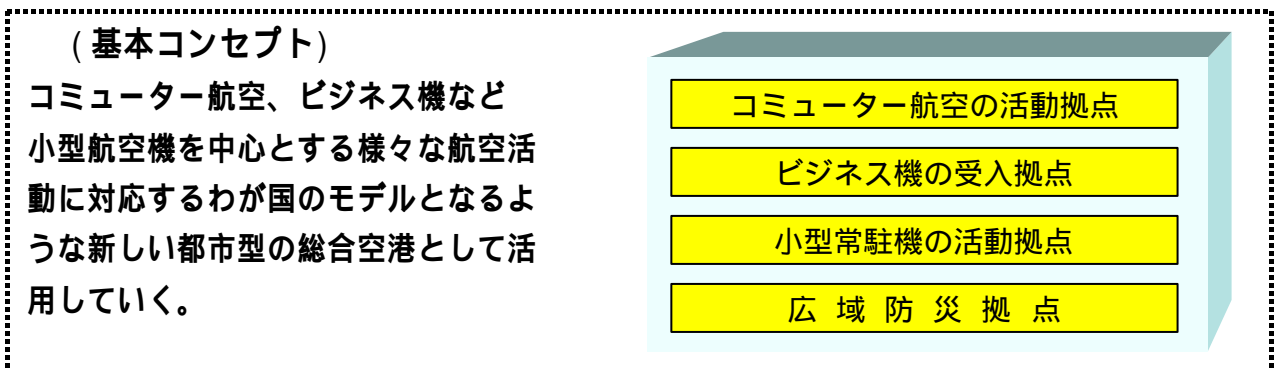 (基本コンセプト)
コミューター航空、ビジネス機など
小型航空機を中心とする様々な航空活
動に対応するわが国のモデルとなるよ
うな新しい都市型の総合空港として活
用していく。
コミューター航空の活動拠点
ビジネス機の受入拠点
小型常駐機の活動拠点
広 域 防 災 拠 点